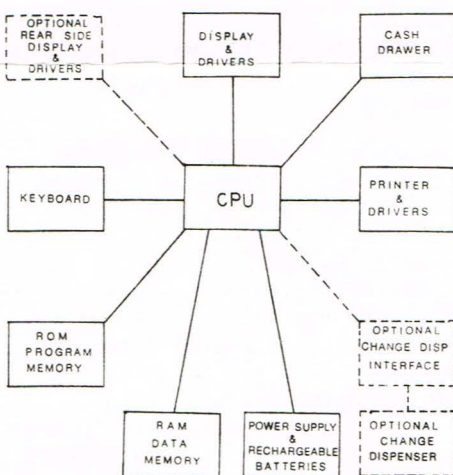 OPTIONAL
REAR SIDE
DISPLAY
&
DRIVERS
DISPLAY
&
DRIVERS
CASH
DRAWER
KEYBOARD
CPU
PRINTER
&
DRIVERS
ROM
PROGRAM
MEMORY
OPTIONAL
CHANGE DISP
INTERFACE
RAM
DATA
MEMORY
POWER SUPPLY
&
RECHARGEABLE
BATTERIES
OPTIONAL
CHANGE
DISPENSER